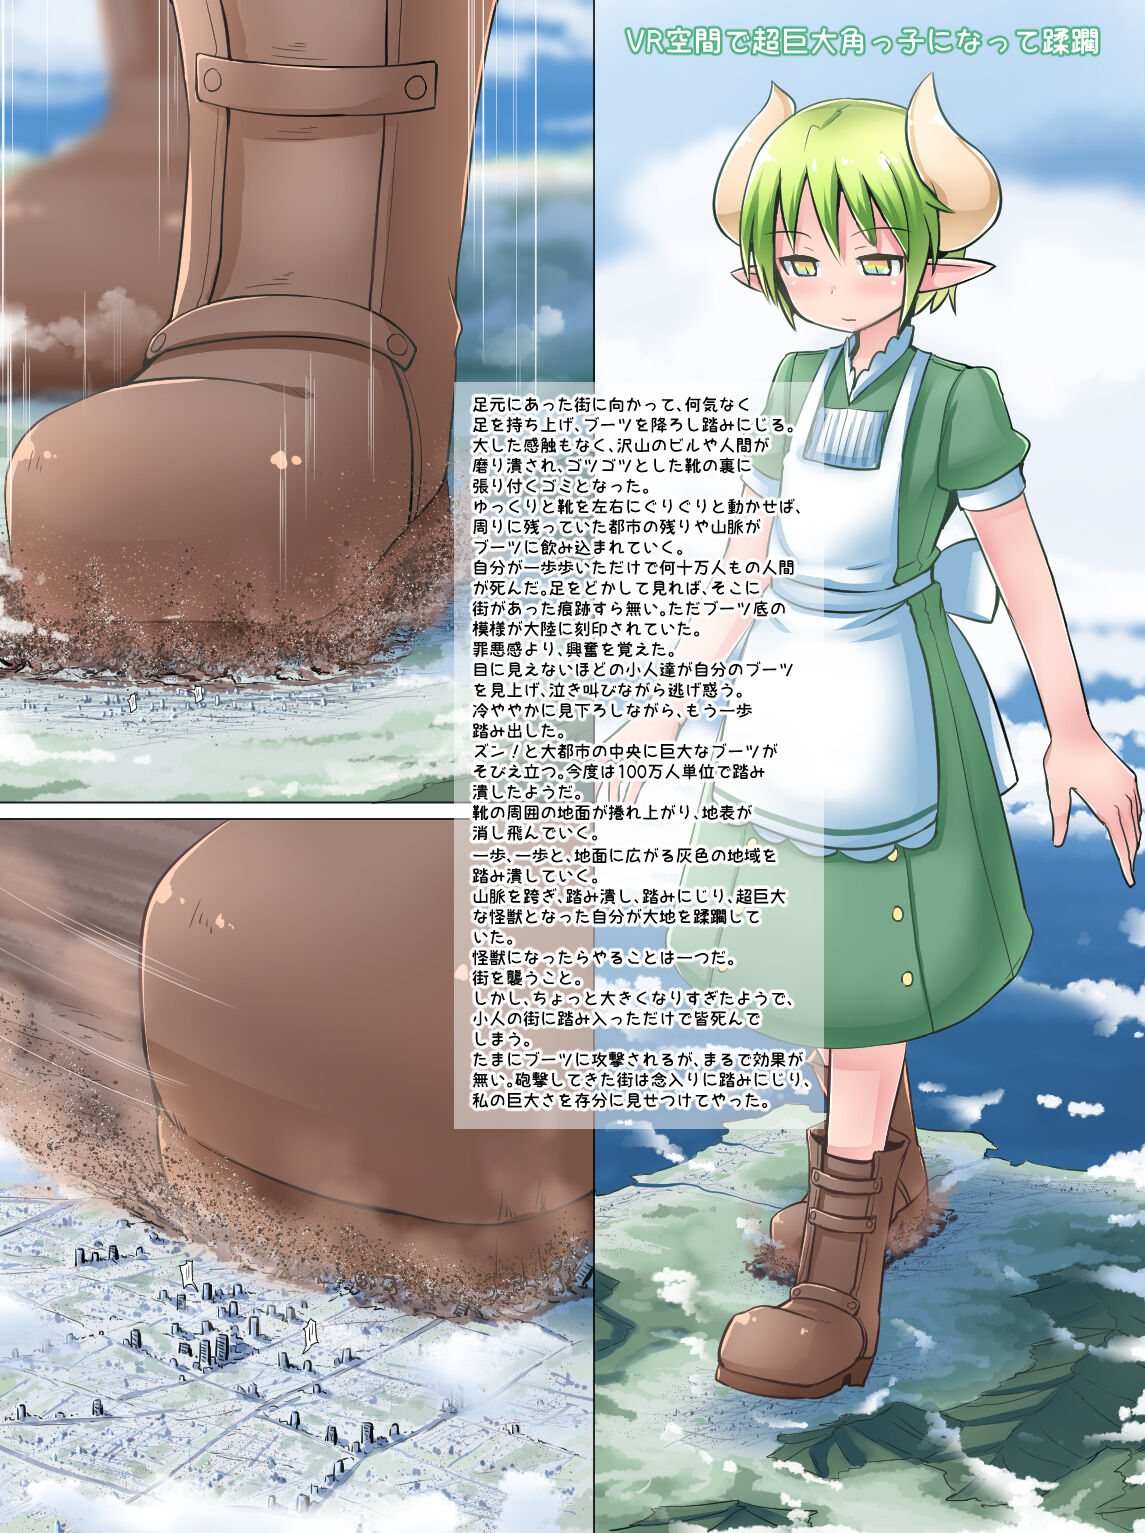 VR空間で超巨大角っ子になって蹂躙
足元にあった街に向かって、何気なく
足を持ち上げ、ブーツを降ろし踏みにじる。
大した感触もなく、沢山のビルや人間が
磨り潰され、ゴツゴツとした靴の裏に
張り付くゴミとなった。
ゆっくりと靴を左右にぐりぐりと動かせば、
周りに残っていた都市の残りや山脈が
ブーツに飲み込まれていく。
自分が一歩歩いただけで何十万人もの人間
が死んだ。足をどかして見れば、そこに
街があった痕跡すら無い。ただブーツ底の
模様が大陸に刻印されていた。
罪悪感より、興奮を覚えた。
目に見えないほどの小人達が自分のブーツ
を見上げ、泣き叫びながら逃げ惑う。
冷ややかに見下ろしながら、もう一歩
踏み出した。
ズン！と大都市の中央に巨大なブーツが
そびえ立つ。今度は100万人単位で踏み
潰したようだ。
靴の周囲の地面が捲れ上がり、地表が
消し飛んでいく。
一歩、一歩と、地面に広がる灰色の地域を
踏み潰していく。
山脈を跨ぎ、踏み潰し、踏みにじり、超巨大
な怪獣となった自分が大地を蹂躙して
いた。
怪獣になったらやることは一つだ。
街を襲うこと。
しかし、ちょっと大きくなりすぎたようで、
小人の街に踏み入っただけで皆死んで
しまう。
たまにブーツに攻撃されるが、まるで効果が
無い。砲撃してきた街は念入りに踏みにじり、
私の巨大さを存分に見せつけてやった。